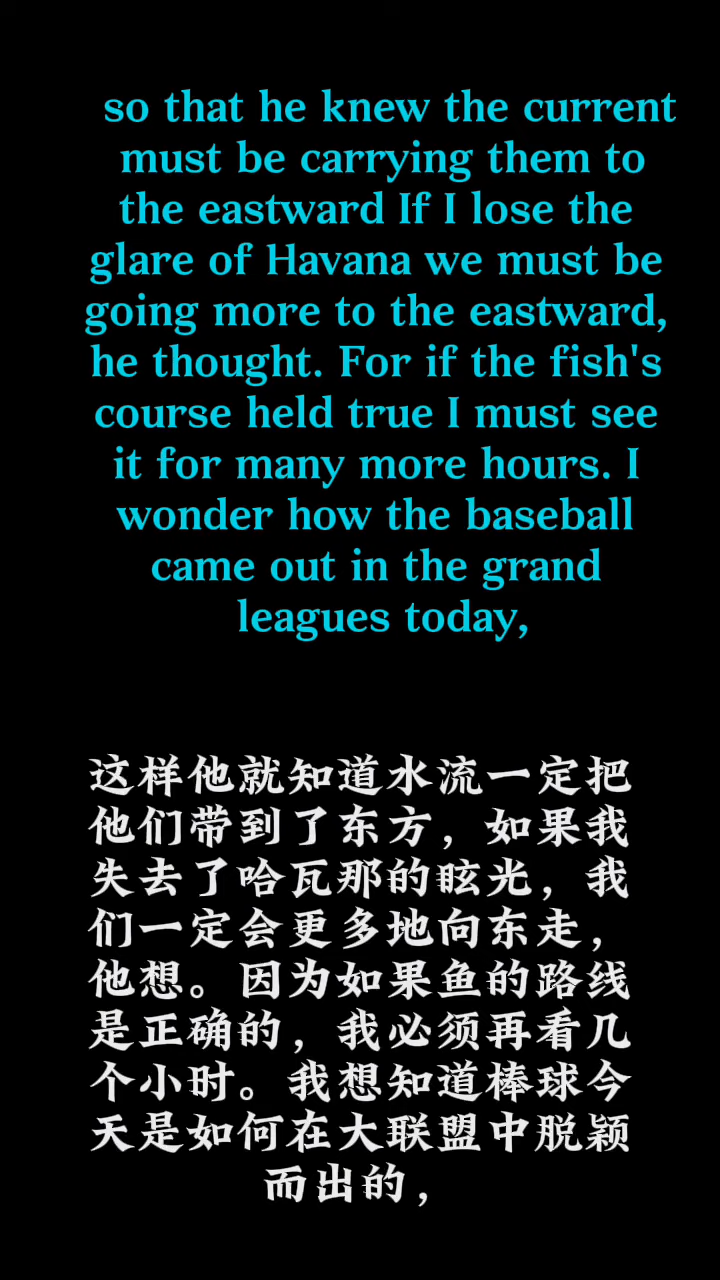 so that he knew the current
must be carrying them to
the eastward If I lose the
glare of Havana we must be
going more to the eastward,
he thought. For if the fish's
course held true I must see
it for many more hours. I
wonder how the baseball
came out in the grand
leagues today,
这样他就知道水流一定把
他们带到了东方，如果我
失去了哈瓦那的眩光，我
们一定会更多地向东走，
他想。因为如果鱼的路线
是正确的，我必须再看几
个小时。我想知道棒球今
天是如何在大联盟中脱颖
而出的，